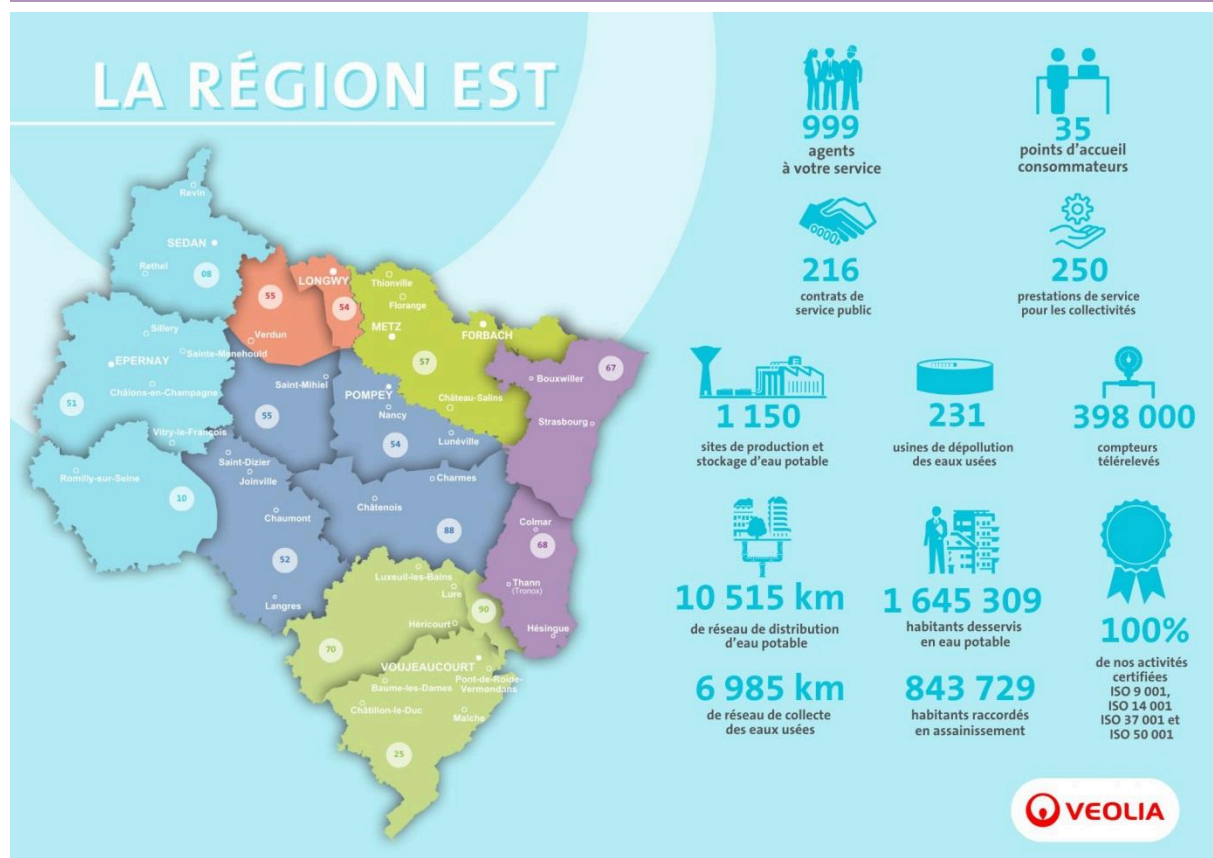 LA RÉGION EST
Revin
SEDAN
Rethel
08
55
LONGWY
54
Thionville
Florange
METZ
FORBACH
57
Verdun
Sillery
Sainte-Manehould
EPERNAY
Châlons-en-Champagne
51
Vitry-le-François
Saint-Mihiel
55
POMPEY
Nancy
54
Lunéville
Château-Salins
Bouxwiller
67
Strasbourg
Romilly-sur-Seine
10
Saint-Dizier
Joinville
Chaumont
52
Langres
Charmes
Châtenois
88
Colmar
68
Thann
(Tronox)
Hésingue
Luxeuil-les-Bains
Lure
90
Héricourt
70
VOUJEAUCOURT
Pont-de-Roide-
Vermondans
Baume-les-Dames
Châtillon-le-Duc
Maîche
25
999
agents
à votre service
35
points d'accueil
consommateurs
216
contrats de
service public
250
prestations de service
pour les collectivités
1 150
sites de production et
stockage d'eau potable
231
usines de dépollution
des eaux usées
398 000
compteurs
télérelevés
10 515 km
de réseau de distribution
d'eau potable
1 645 309
habitants desservis
en eau potable
100%
de nos activités
certifiées
ISO 9 001,
ISO 14 001
ISO 37 001 et
ISO 50 001
6 985 km
de réseau de collecte
des eaux usées
843 729
habitants raccordés
en assainissement
VEOLIA